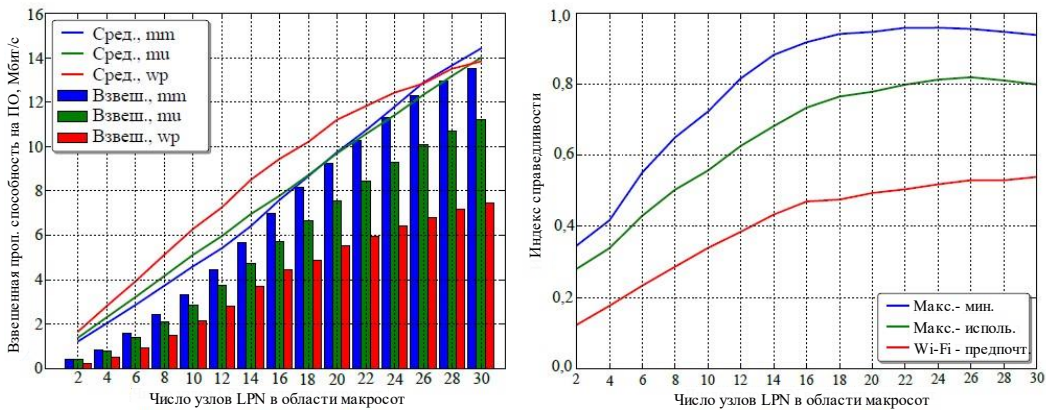 Взвешенная проп. способность на ПО, Мбит/с
16
14
12
10
8
6
4
2
0
Сред., mm
Сред., mu
Сред., wp
Взвеш., mm
Взвеш., mu
Взвеш., wp
2 4 6 8 10 12 14 16 18 20 22 24 26 28 30
Число узлов LPN в области макросот
Индекс справедливости
1,0
0,8
0,6
0,4
0,2
0,0
Макс.- мин.
Макс.- исполь.
Wi-Fi - предпочт.
2 4 6 8 10 12 14 16 18 20 22 24 26 28 30
Число узлов LPN в области макросот